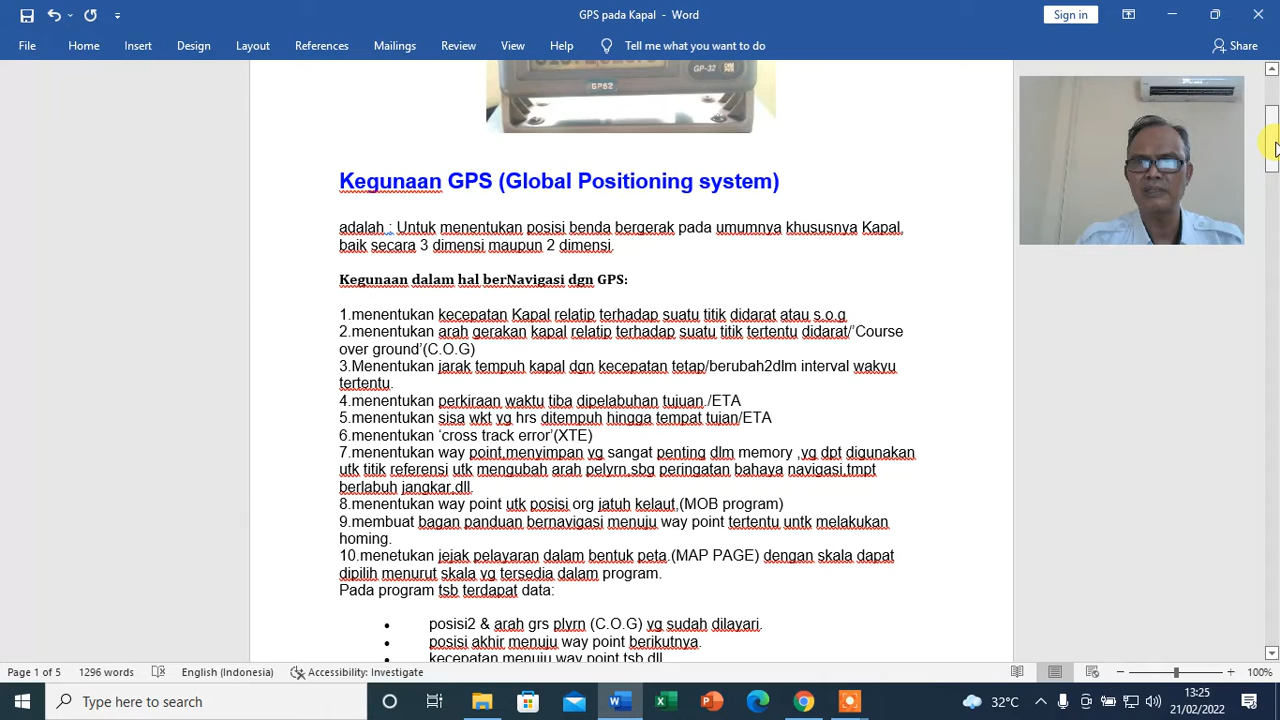 GPS pada Kapal - Word
Sign in
File Home Insert Draw Design Layout References Mailings Review View Help Tell me what you want to do Share
GP-32
GPS2
Kegunaan GPS (Global Positioning system)
adalah : Untuk menentukan posisi benda bergerak pada umumnya khususnya Kapal,
baik secara 3 dimensi maupun 2 dimensi.
Kegunaan dalam hal berNavigasi dgn GPS:
1.menentukan kecepatan Kapal relatip terhadap suatu titik didarat atau s.o.g
2.menentukan arah gerakan kapal relatip terhadap suatu titik tertentu didarat/'Course
over ground'(C.O.G)
3.Menentukan jarak tempuh kapal dgn kecepatan tetap/berubah2dlm interval wakyu
tertentu.
4.menentukan perkiraan waktu tiba dipelabuhan tujuan./ETA
5.menentukan sisa wkt yg hrs ditempuh hingga tempat tujan/ETA
6.menentukan 'cross track error'(XTE)
7.menentukan way point,menyimpan yg sangat penting dlm memory ,yg dpt digunakan
utk titik referensi utk mengubah arah pelyrn,sbg peringatan bahaya navigasi,tmpt
berlabuh jangkar,dll.
8.menentukan way point utk posisi org jatuh kelaut,(MOB program)
9.membuat bagan panduan bernavigasi menuju way point tertentu untk melakukan
homing.
10.menetukan jejak pelayaran dalam bentuk peta.(MAP PAGE) dengan skala dapat
dipilih menurut skala yg tersedia dalam program.
Pada program tsb terdapat data:
• posisi2 & arah grs plyrn (C.O.G) yg sudah dilayari.
• posisi akhir menuju way point berikutnya.
• kecepatan menuju way point tsb,dll
Page 1 of 5 1296 words English (Indonesia) Accessibility: Investigate 100%
Type here to search
32°C
13:25
21/02/2022